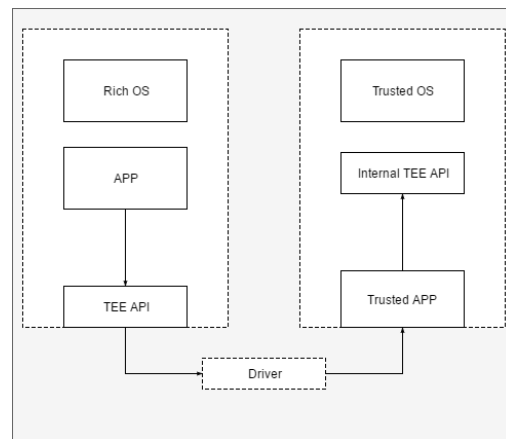 Rich OS
APP
TEE API
Trusted OS
Internal TEE API
Trusted APP
Driver